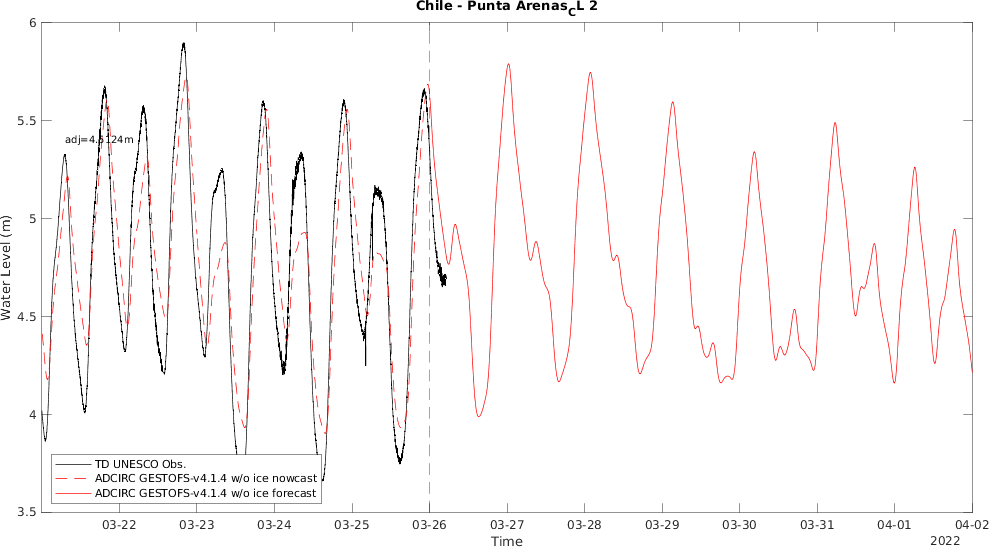 Chile - Punta Arenas_CL 2
6
5.5
5
4.5
4
3.5
Water Level (m)
adj=4.5124m
TD UNESCO Obs.
ADCIRC GESTOFS-v4.1.4 w/o ice nowcast
ADCIRC GESTOFS-v4.1.4 w/o ice forecast
03-22 03-23 03-24 03-25 03-26 03-27 03-28 03-29 03-30 03-31 04-01 04-02
Time
2022